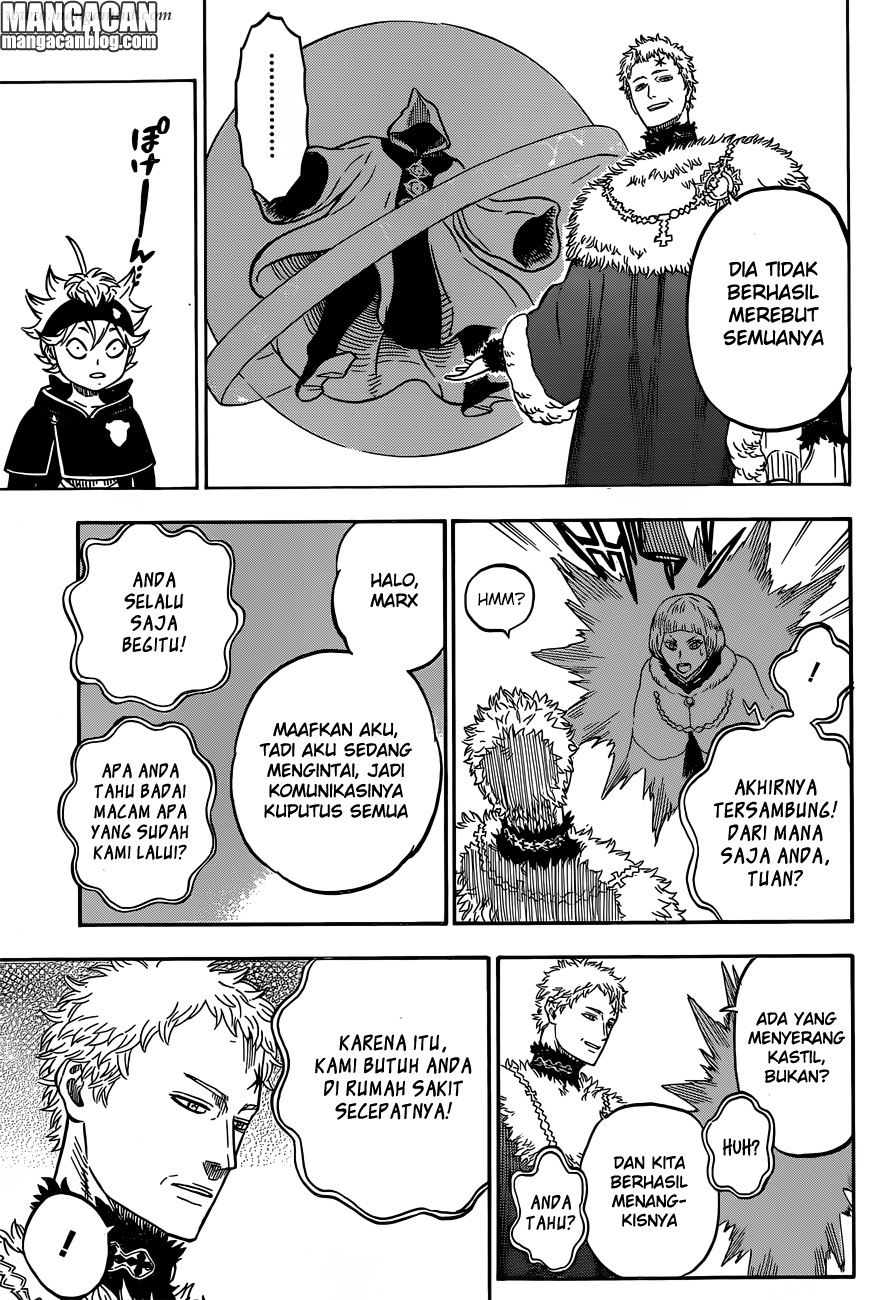 MANGACAN
mangacanblog.com
...........
DIA TIDAK
BERHASIL
MEREBUT
SEMUANYA
ぽけーん…
HMM?
!
AKHIRNYA
TERSAMBUNG!
DARI MANA
SAJA ANDA,
TUAN?
HALO,
MARX
MAAFKAN AKU,
TADI AKU SEDANG
MENGINTAI, JADI
KOMUNIKASINYA
KUPUTUS SEMUA
ANDA
SELALU
SAJA
BEGITU!
APA ANDA
TAHU BADAI
MACAM APA
YANG SUDAH
KAMI LALUI?
ADA YANG
MENYERANG
KASTIL,
BUKAN?
HUH?
DAN KITA
BERHASIL
MENANG-
KISNYA
ANDA
TAHU?
KARENA ITU,
KAMI BUTUH ANDA
DI RUMAH SAKIT
SECEPATNYA!
!